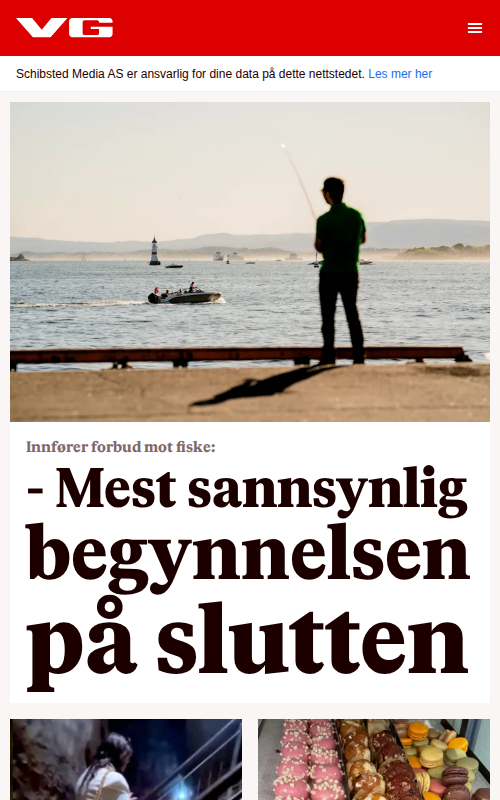 VG
Schibsted Media AS er ansvarlig for dine data på dette nettstedet. Les mer her
Innfører forbud mot fiske:
- Mest sannsynlig
begynnelsen
på slutten